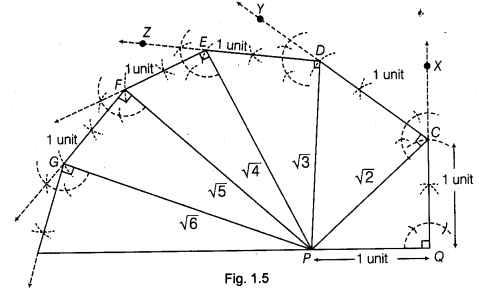 Y
Z
X
E
1 unit
D
1 unit
F
1 unit
1 unit
G
C
√2
√3
√4
√5
√6
1 unit
P
1 unit
Q
Fig. 1.5